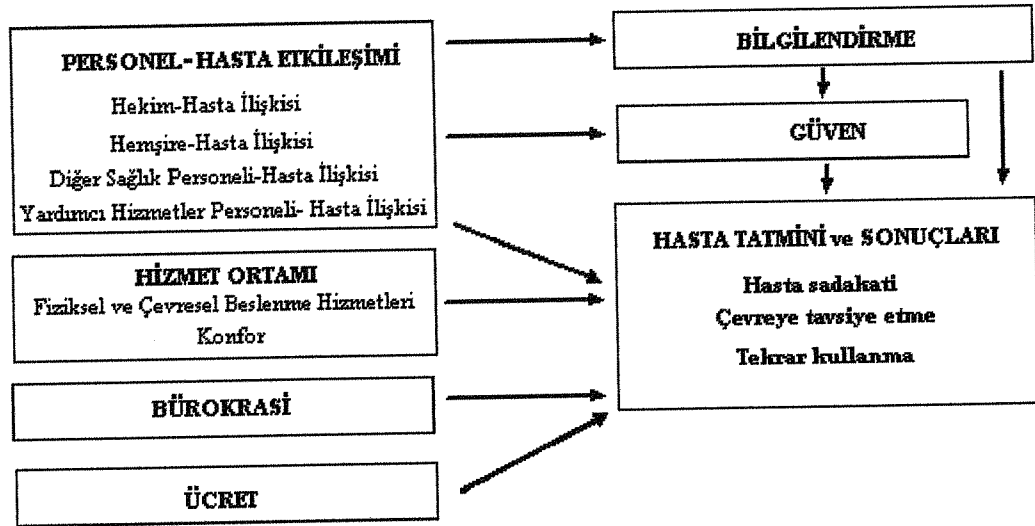 PERSONEL-HASTA ETKİLEŞİMİ
Hekim-Hasta İlişkisi
Hemşire-Hasta İlişkisi
Diğer Sağlık Personeli-Hasta İlişkisi
Yardımcı Hizmetler Personeli- Hasta İlişkisi
HİZMET ORTAMI
Fiziksel ve Çevresel Beslenme Hizmetleri
Konfor
BÜROKRASİ
ÜCRET
BİLGİLENDİRME
GÜVEN
HASTA TATMİNİ ve SONUÇLARI
Hasta sadakati
Çevreye tavsiye etme
Tekrar kullanma